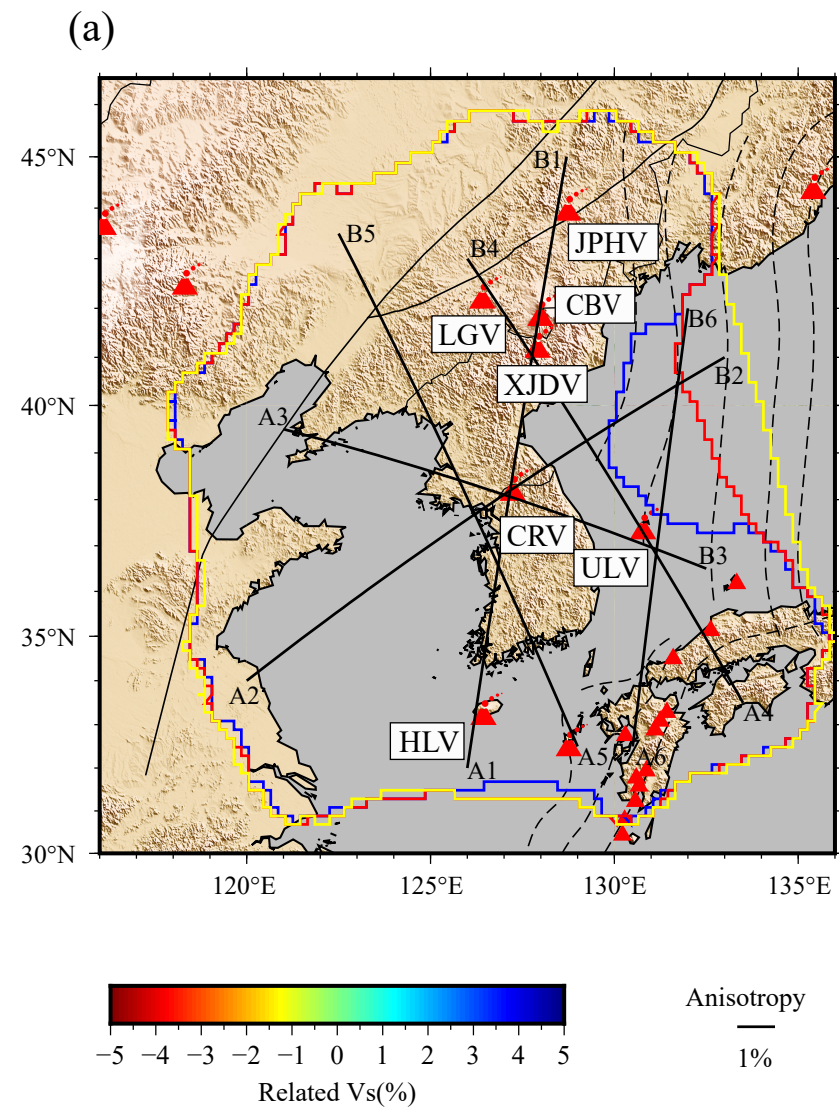 (a)
45°N
40°N
35°N
30°N
B1
B5
B4
JPHV
CBV
LGV
B6
XJDV
B2
A3
CRV
ULV
B3
A2
A4
HLV
A5
A6
A1
120°E
125°E
130°E
135°E
Anisotropy
1%
−5 −4 −3 −2 −1 0 1 2 3 4 5
Related Vs(%)